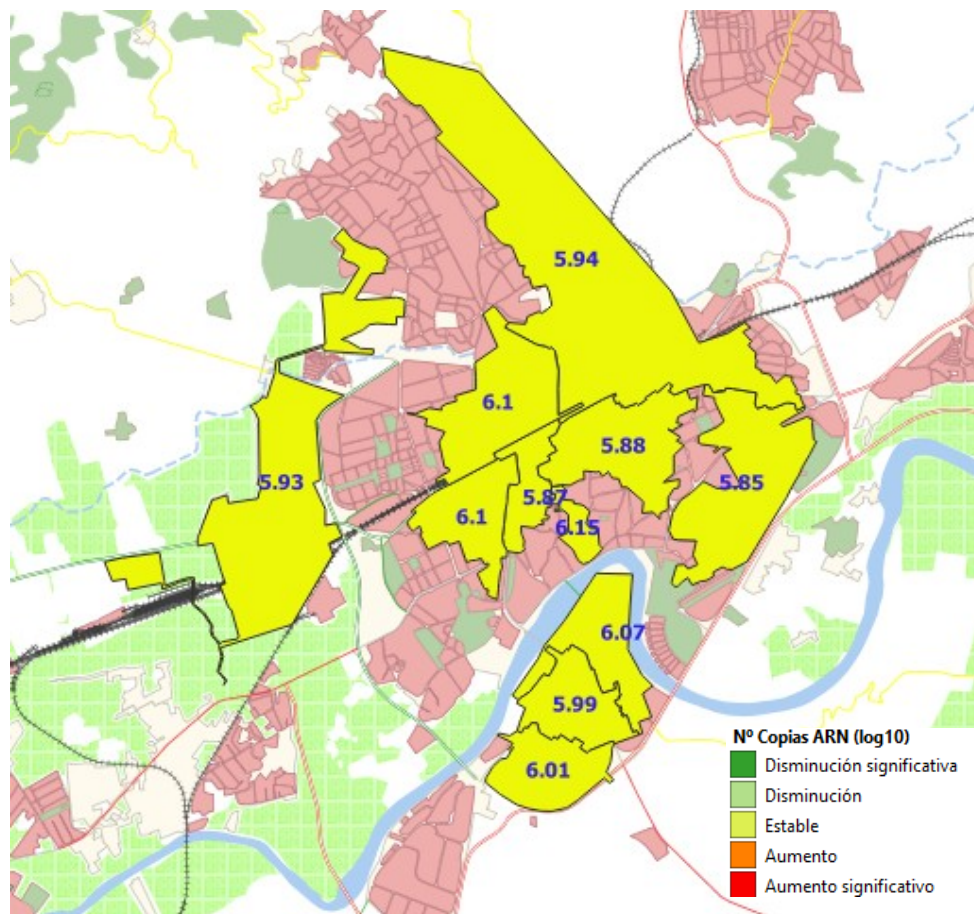 5.94
6.1
5.88
5.93
5.85
5.87
6.1
6.15
6.07
5.99
6.01
Nº Copias ARN (log10)
Disminución significativa
Disminución
Estable
Aumento
Aumento significativo